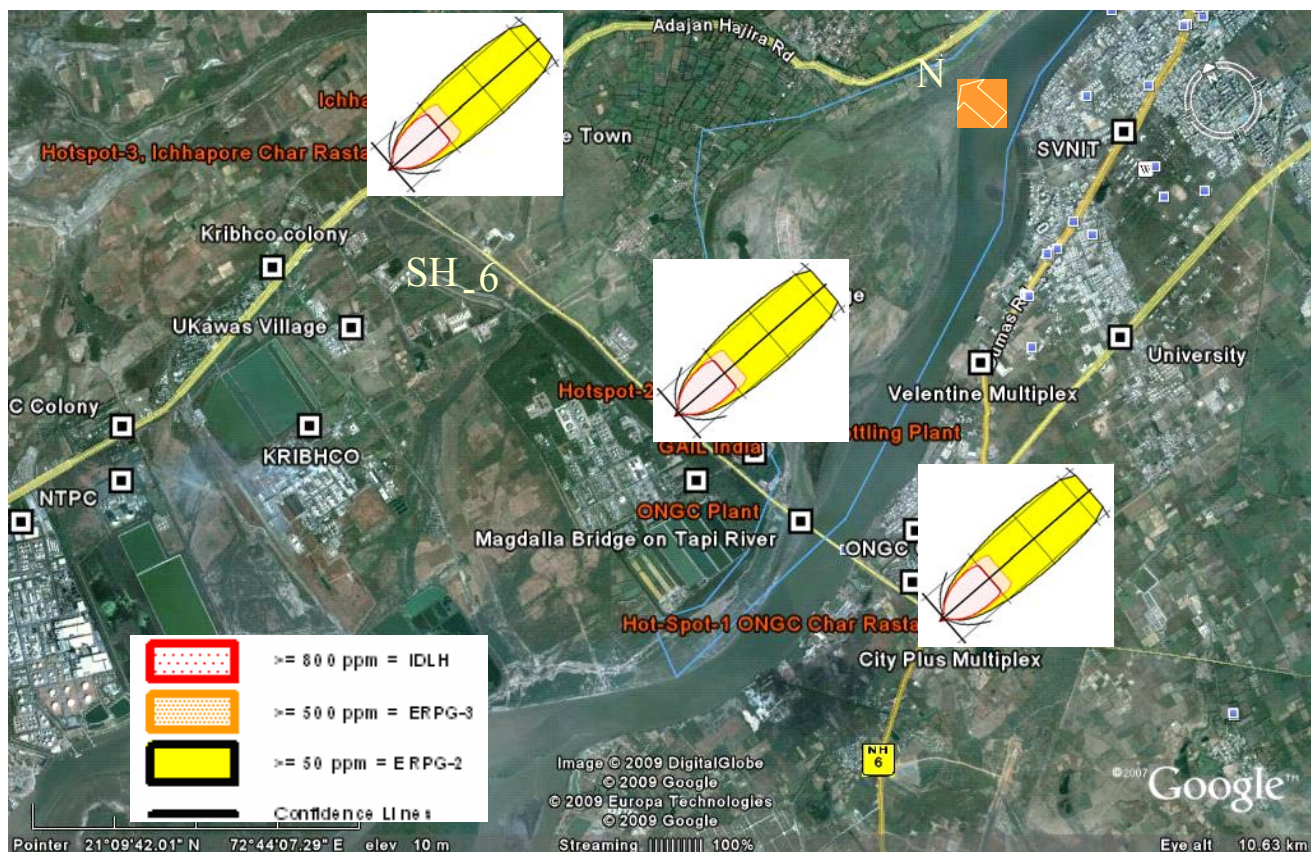 Adajan Hajira Rd
N
Ichha
Hotspot-3, Ichhapore Char Rasta
e Town
SVNIT
W
Kribhco colony
SH_6
UKawas Village
ge
Dumas Rd
University
Hotspot-2
Velentine Multiplex
C Colony
ttling Plant
GAIL India
KRIBHCO
NTPC
ONGC Plant
Magdalla Bridge on Tapi River
ONGC
Hot-Spot-1 ONGC Char Rasta
City Plus Multiplex
>= 800 ppm = IDLH
>= 500 ppm = ERPG-3
>= 50 ppm = ERPG-2
Confidence Lines
NH
6
Image © 2009 DigitalGlobe
© 2009 Google
© 2009 Europa Technologies
© 2009 Google
©2007 Google™
Pointer 21°09'42.01" N 72°44'07.29" E elev 10 m Streaming ||||||||| 100% Eye alt 10.63 km